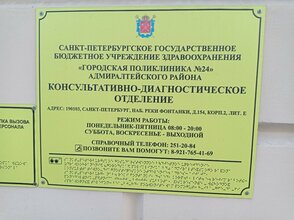 САНКТ-ПЕТЕРБУРГСКОЕ ГОСУДАРСТВЕННОЕ
БЮДЖЕТНОЕ УЧРЕЖДЕНИЕ ЗДРАВООХРАНЕНИЯ
«ГОРОДСКАЯ ПОЛИКЛИНИКА №24»
АДМИРАЛТЕЙСКОГО РАЙОНА
КОНСУЛЬТАТИВНО-ДИАГНОСТИЧЕСКОЕ
ОТДЕЛЕНИЕ
АДРЕС: 190103, САНКТ-ПЕТЕРБУРГ, НАБ. РЕКИ ФОНТАНКИ, Д.154, КОРП.2, ЛИТ. Е
РЕЖИМ РАБОТЫ:
ПОНЕДЕЛЬНИК-ПЯТНИЦА 08:00 - 20:00
СУББОТА, ВОСКРЕСЕНЬЕ - ВЫХОДНОЙ
СПРАВОЧНЫЙ ТЕЛЕФОН: 251-20-84
ПОЗВОНИТЕ ВАМ ПОМОГУТ: 8-921-765-41-69
ВЫЗОВА